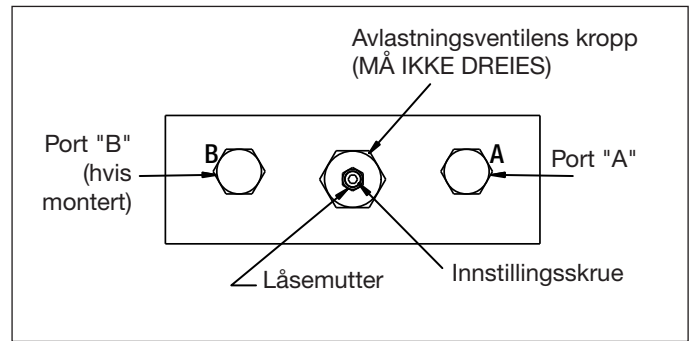 Avlastningsventilens kropp
(MÅ IKKE DREIES)
Port "B"
(hvis
montert)
B
A
Port "A"
Låsemutter
Innstillingsskrue